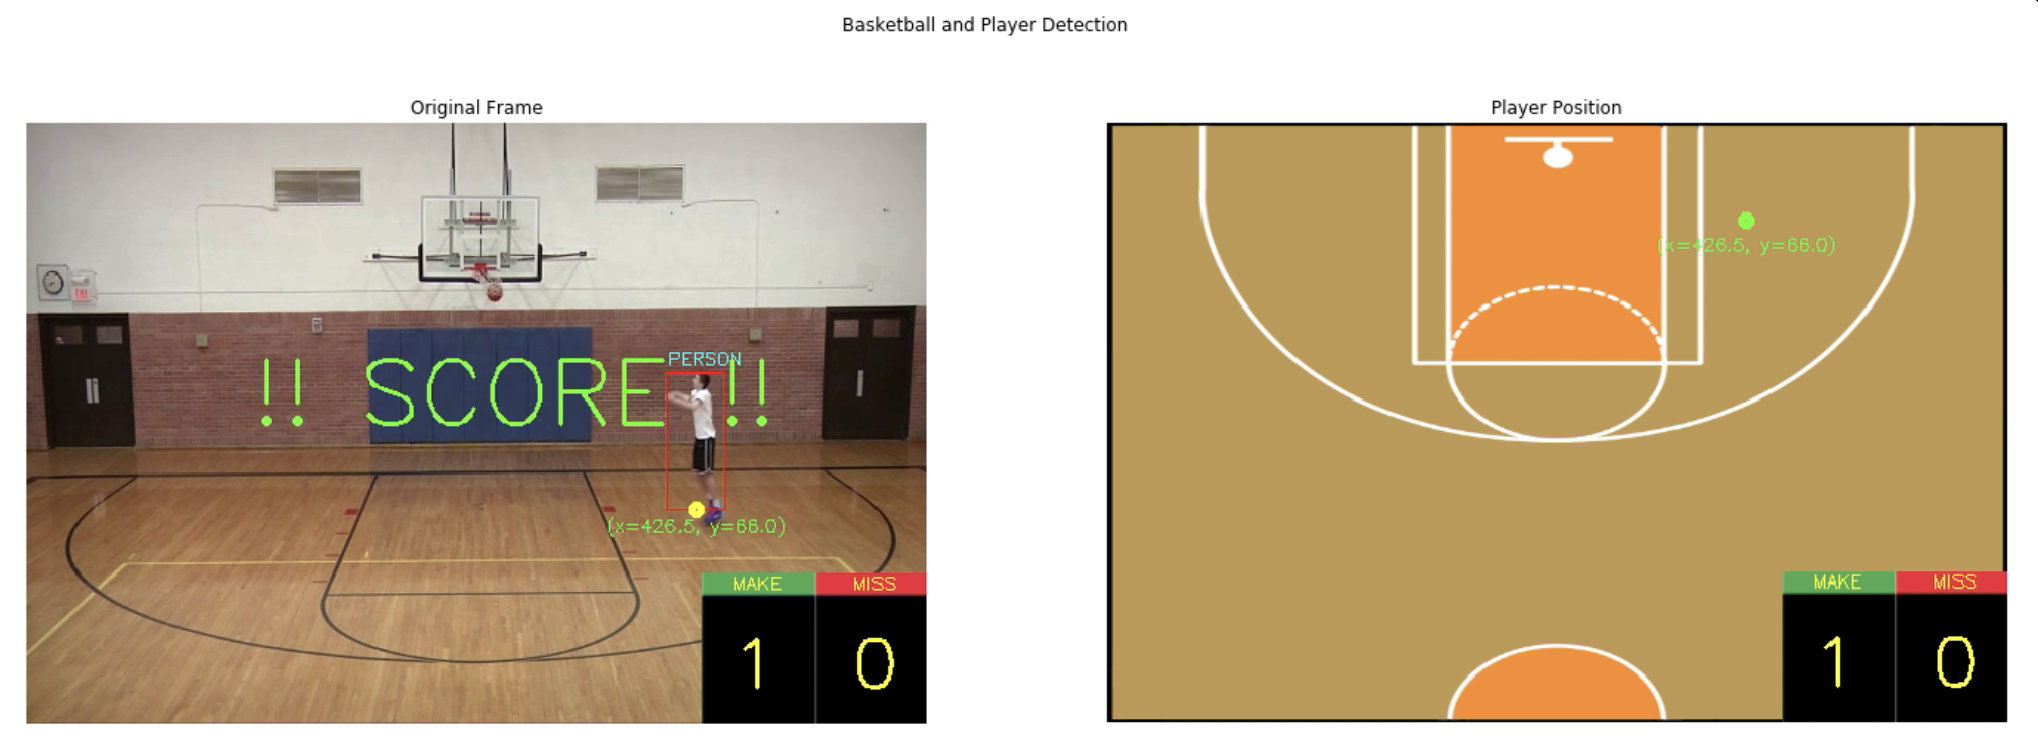 Basketball and Player Detection
Original Frame
EXIT
!! SCORE !!
PERSON
(x=426.5, y=66.0)
MAKE MISS
1 0
Player Position
(x=426.5, y=66.0)
MAKE MISS
1 0